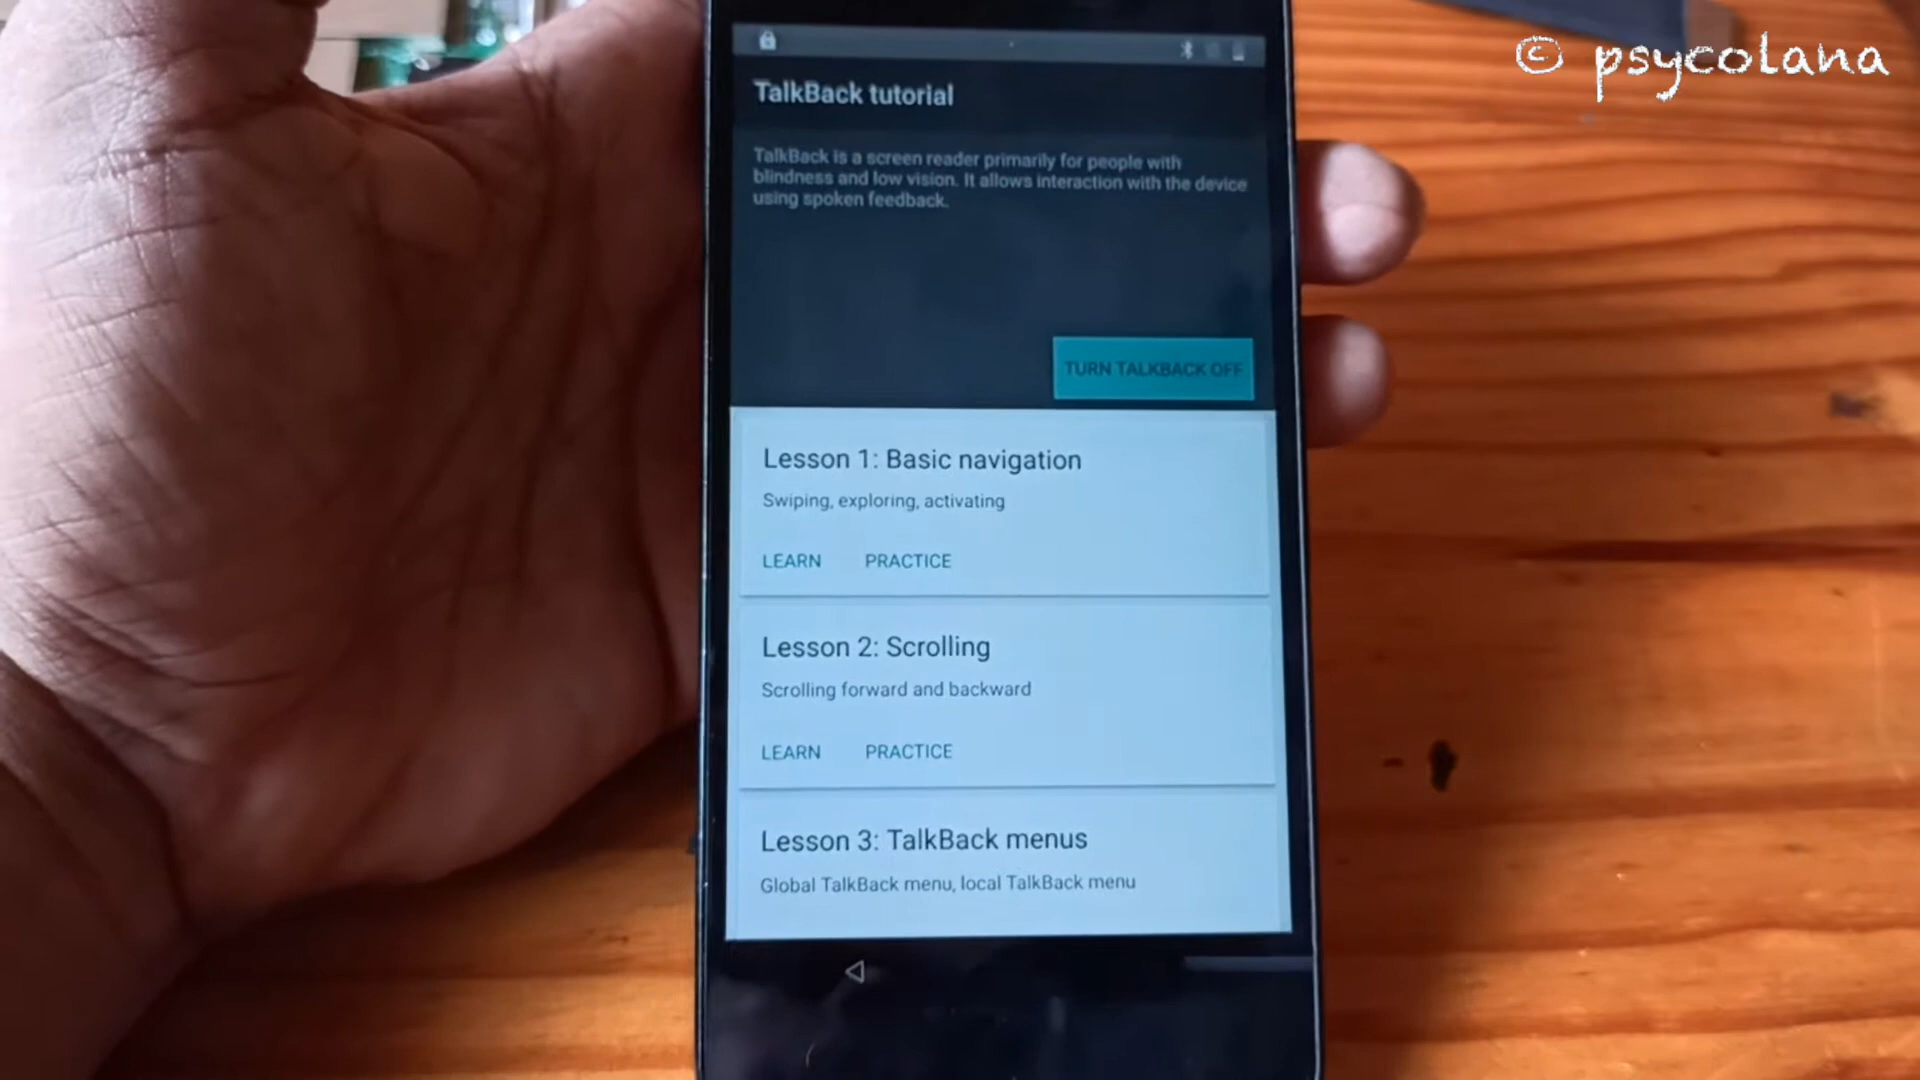 © psycolana
TalkBack tutorial
TalkBack is a screen reader primarily for people with
blindness and low vision. It allows interaction with the device
using spoken feedback.
TURN TALKBACK OFF
Lesson 1: Basic navigation
Swiping, exploring, activating
LEARN PRACTICE
Lesson 2: Scrolling
Scrolling forward and backward
LEARN PRACTICE
Lesson 3: TalkBack menus
Global TalkBack menu, local TalkBack menu